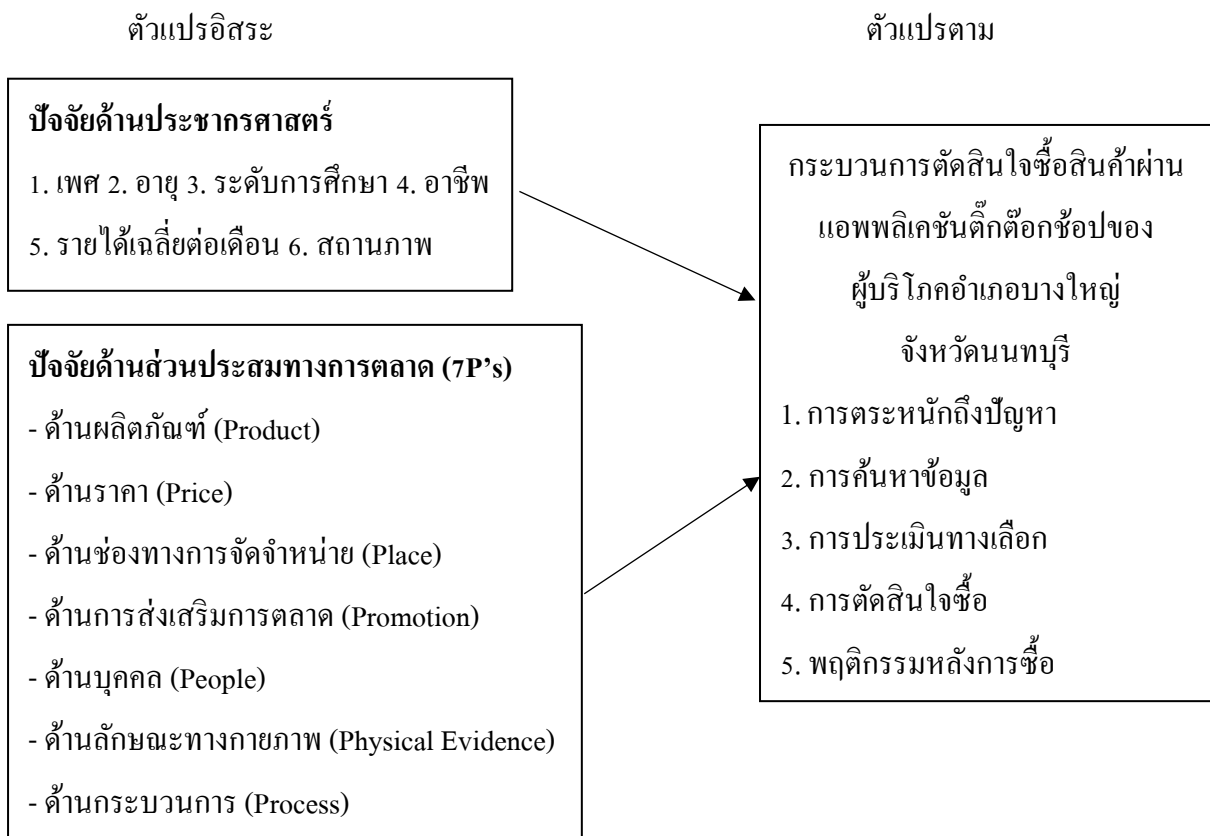 ตัวแปรอิสระ
ตัวแปรตาม
ปัจจัยด้านประชากรศาสตร์
1. เพศ 2. อายุ 3. ระดับการศึกษา 4. อาชีพ
5. รายได้เฉลี่ยต่อเดือน 6. สถานภาพ
ปัจจัยด้านส่วนประสมทางการตลาด (7P’s)
- ด้านผลิตภัณฑ์ (Product)
- ด้านราคา (Price)
- ด้านช่องทางการจัดจำหน่าย (Place)
- ด้านการส่งเสริมการตลาด (Promotion)
- ด้านบุคคล (People)
- ด้านลักษณะทางกายภาพ (Physical Evidence)
- ด้านกระบวนการ (Process)
กระบวนการตัดสินใจซื้อสินค้าผ่าน
แอพพลิเคชันติ๊กต๊อกช้อปของ
ผู้บริโภคอำเภอบางใหญ่
จังหวัดนนทบุรี
1. การตระหนักถึงปัญหา
2. การค้นหาข้อมูล
3. การประเมินทางเลือก
4. การตัดสินใจซื้อ
5. พฤติกรรมหลังการซื้อ